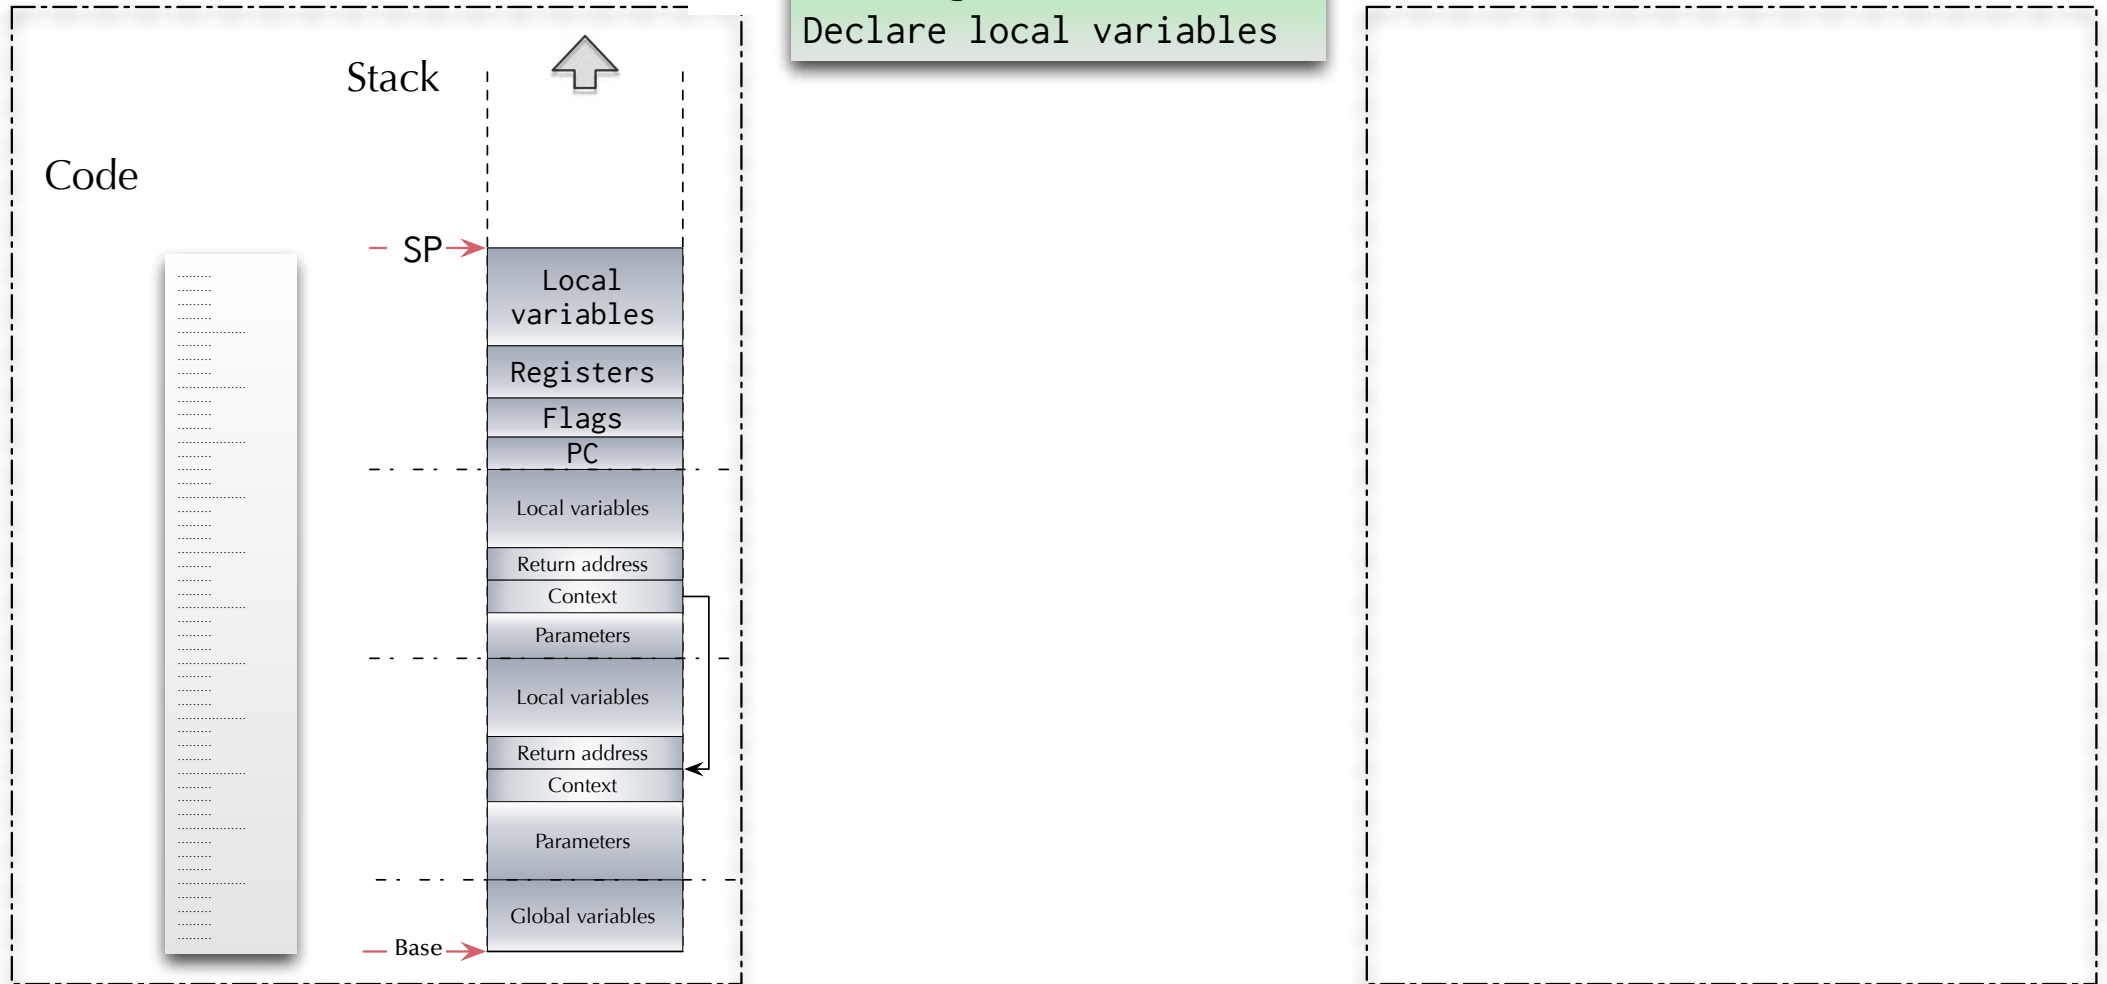 Declare local variables
Stack
Code
SP
Local
variables
Registers
Flags
PC
Local variables
Return address
Context
Parameters
Local variables
Return address
Context
Parameters
Global variables
Base